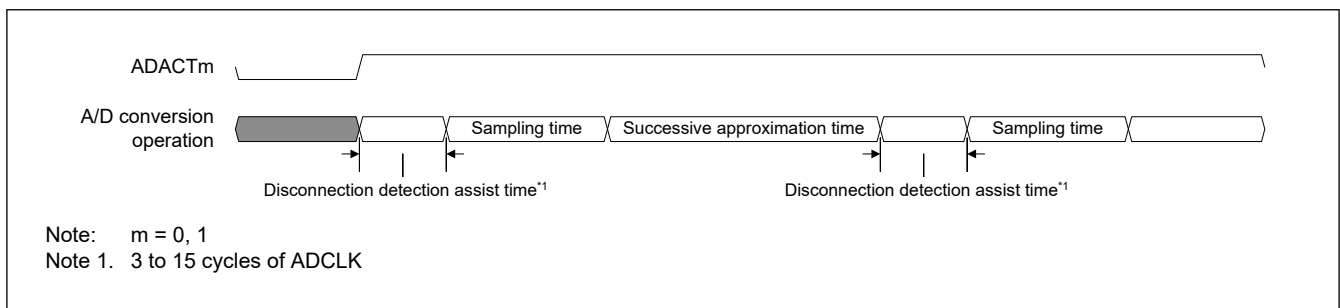 ADACTm
A/D conversion
operation
Sampling time
Successive approximation time
Sampling time
Disconnection detection assist time*1
Disconnection detection assist time*1
Note: m = 0, 1
Note 1. 3 to 15 cycles of ADCLK